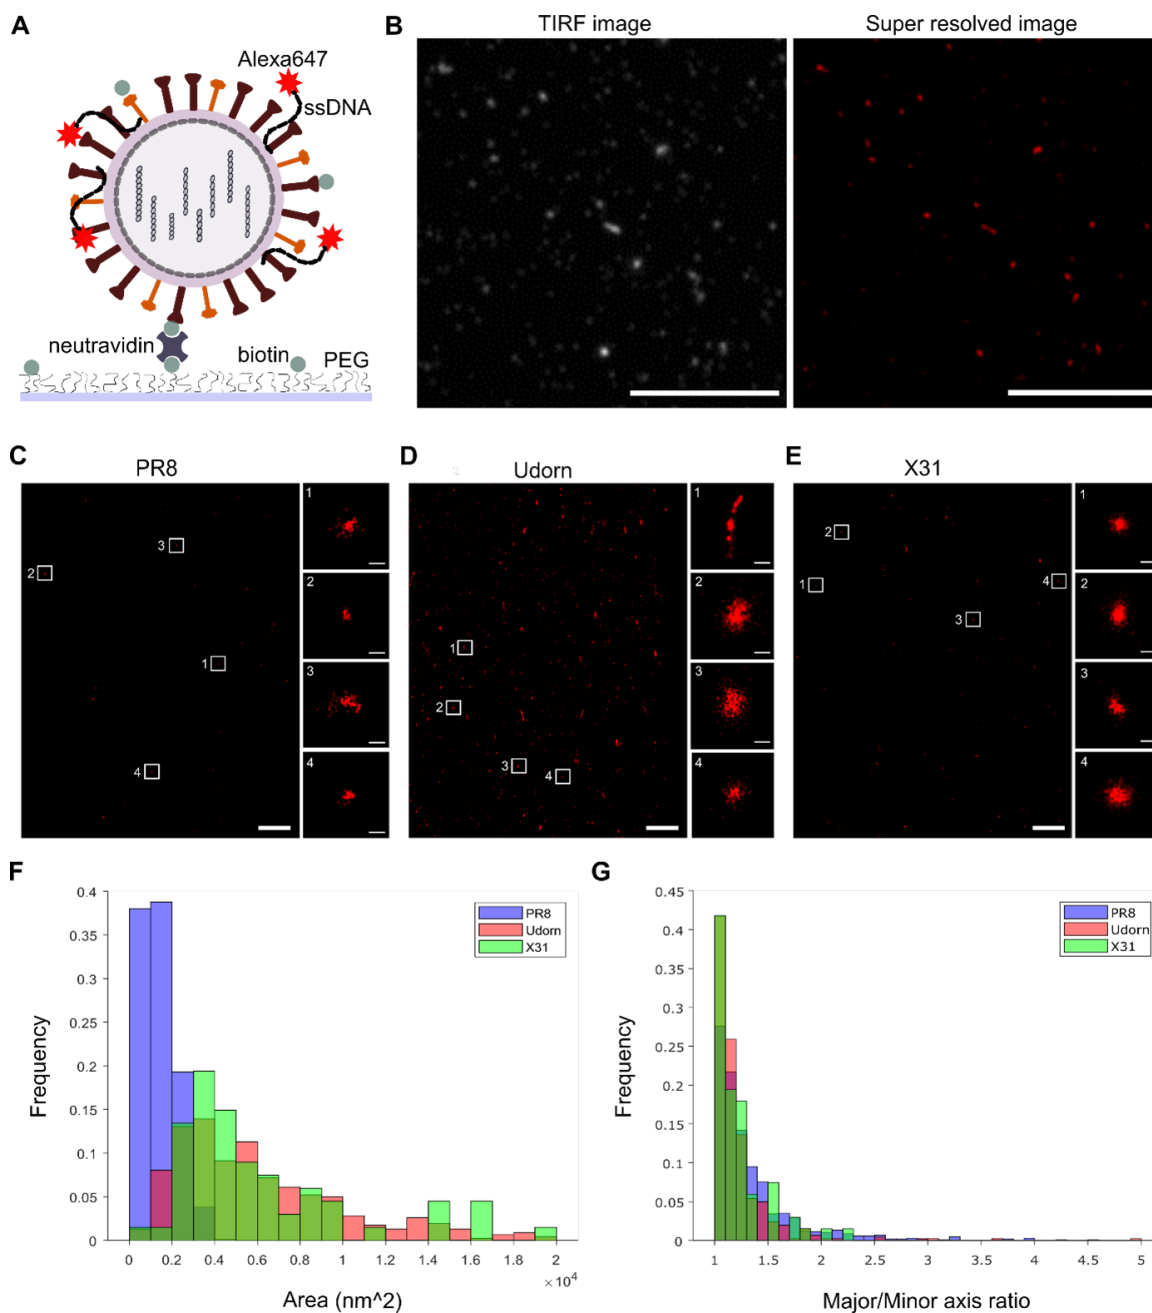 A
Alexa647
ssDNA
neutravidin
biotin
PEG
B
TIRF image
Super resolved image
C
PR8
1
2
3
4
1
2
3
4
D
Udorn
1
2
3
4
1
2
3
4
E
X31
1
2
3
4
1
2
3
4
F
PR8
Udorn
X31
0.4
0.35
0.3
0.25
0.2
0.15
0.1
0.05
0
Frequency
0 0.2 0.4 0.6 0.8 1 1.2 1.4 1.6 1.8 2
× 10^4
Area (nm^2)
G
PR8
Udorn
X31
0.45
0.4
0.35
0.3
0.25
0.2
0.15
0.1
0.05
0
Frequency
1 1.5 2 2.5 3 3.5 4 4.5 5
Major/Minor axis ratio